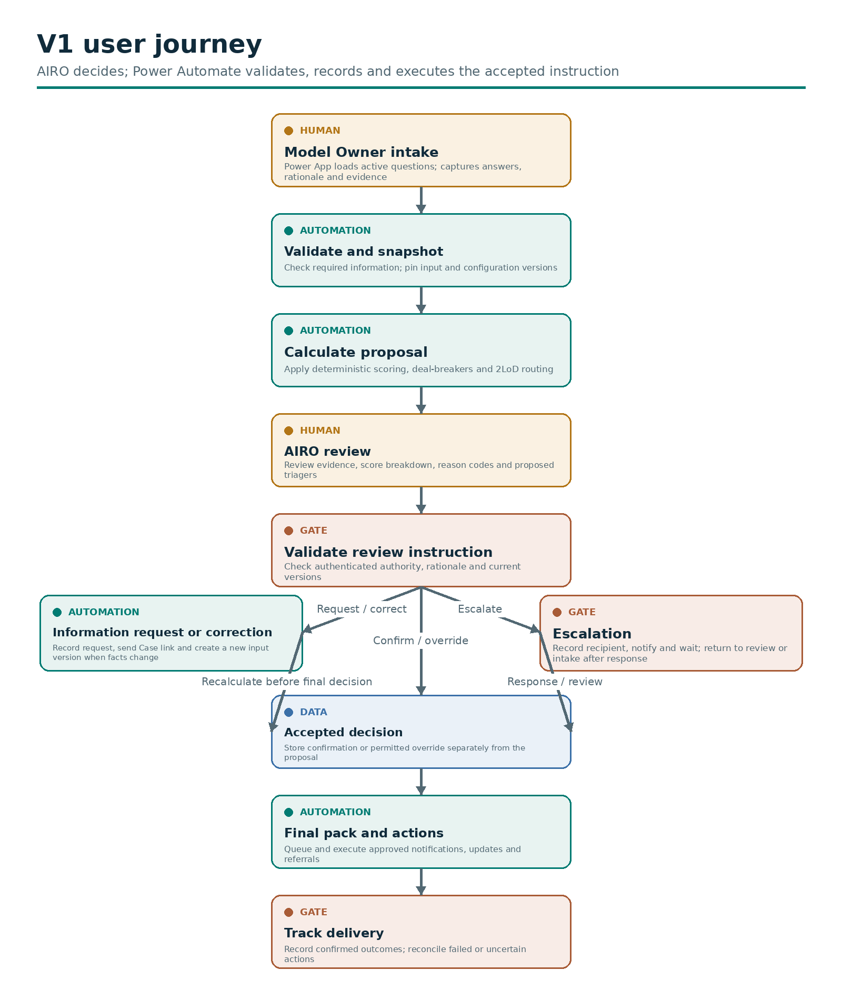 V1 user journey
AIRO decides; Power Automate validates, records and executes the accepted instruction
HUMAN
Model Owner intake
Power App loads active questions; captures answers,
rationale and evidence
AUTOMATION
Validate and snapshot
Check required information; pin input and configuration versions
AUTOMATION
Calculate proposal
Apply deterministic scoring, deal-breakers and 2LoD routing
HUMAN
AIRO review
Review evidence, score breakdown, reason codes and proposed
triagers
GATE
Validate review instruction
Check authenticated authority, rationale and current
versions
Request / correct
Escalate
Confirm / override
AUTOMATION
Information request or correction
Record request, send Case link and create a new input
version when facts change
GATE
Escalation
Record recipient, notify and wait; return to review or
intake after response
Recalculate before final decision
Response / review
DATA
Accepted decision
Store confirmation or permitted override separately from the
proposal
AUTOMATION
Final pack and actions
Queue and execute approved notifications, updates and
referrals
GATE
Track delivery
Record confirmed outcomes; reconcile failed or uncertain
actions